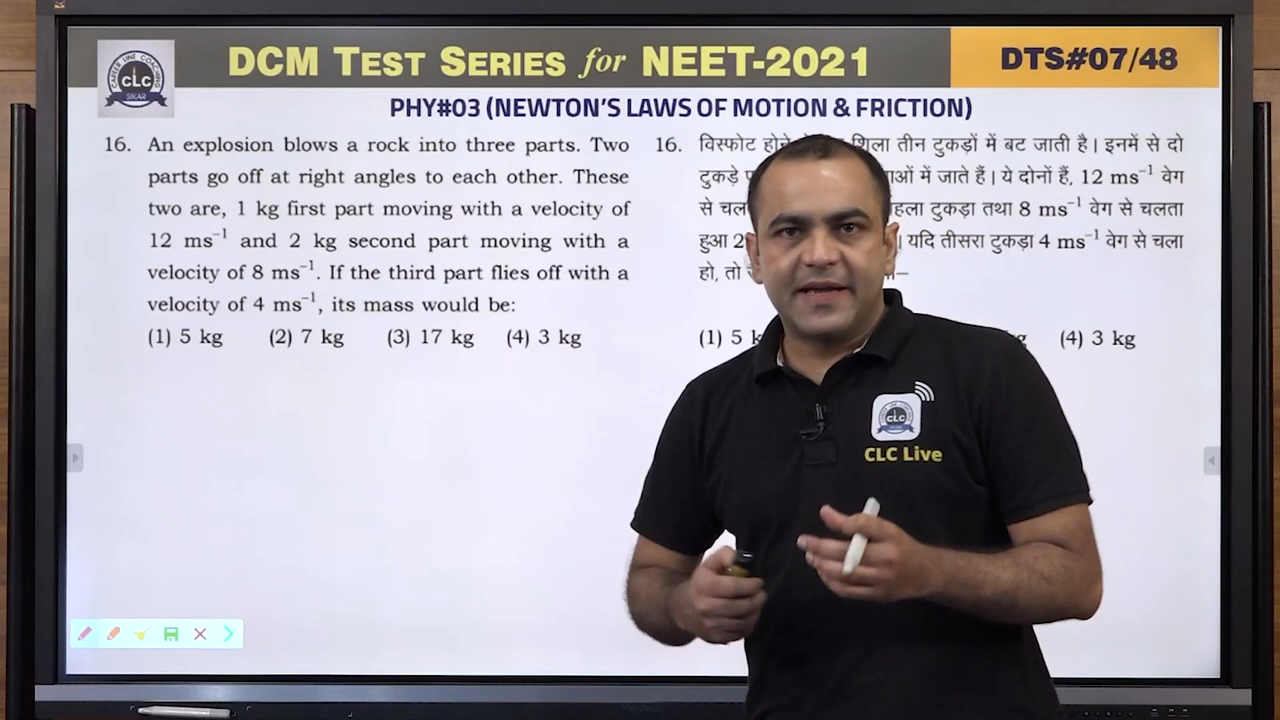 DCM TEST SERIES for NEET-2021
DTS#07/48
CAREER LINE COACHING
CLC
SIKAR
PHY#03 (NEWTON'S LAWS OF MOTION & FRICTION)
16. An explosion blows a rock into three parts. Two
parts go off at right angles to each other. These
two are, 1 kg first part moving with a velocity of
12 ms⁻¹ and 2 kg second part moving with a
velocity of 8 ms⁻¹. If the third part flies off with a
velocity of 4 ms⁻¹, its mass would be:
(1) 5 kg (2) 7 kg (3) 17 kg (4) 3 kg
16. विस्फोट शिला तीन टुकड़ों में बट जाती है। इनमें से दो
टुकड़े में जाते हैं। ये दोनों हैं, 12 ms⁻¹ वेग
से टुकड़ा तथा 8 ms⁻¹ वेग से चलता
हुआ 2 । यदि तीसरा टुकड़ा 4 ms⁻¹ वेग से चला
हो, तो
(1) 5 (4) 3 kg
CLC
CLC Live